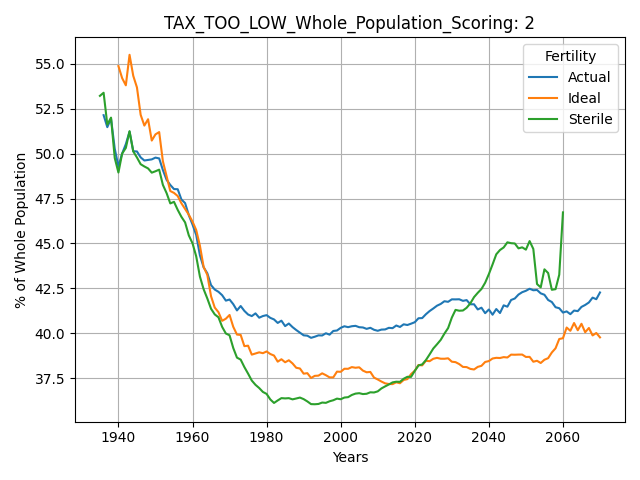 TAX_TOO_LOW_Whole_Population_Scoring: 2
Fertility
Actual
Ideal
Sterile
% of Whole Population
55.0
52.5
50.0
47.5
45.0
42.5
40.0
37.5
1940 1960 1980 2000 2020 2040 2060
Years